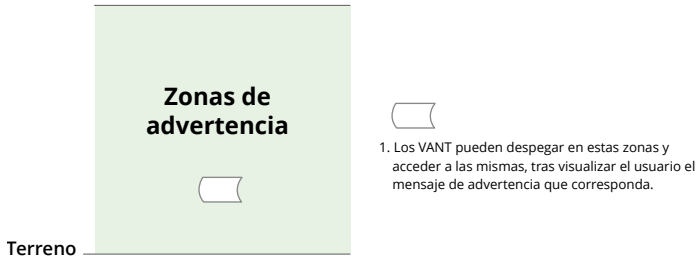 Zonas de
advertencia
1. Los VANT pueden despegar en estas zonas y
acceder a las mismas, tras visualizar el usuario el
mensaje de advertencia que corresponda.
Terreno